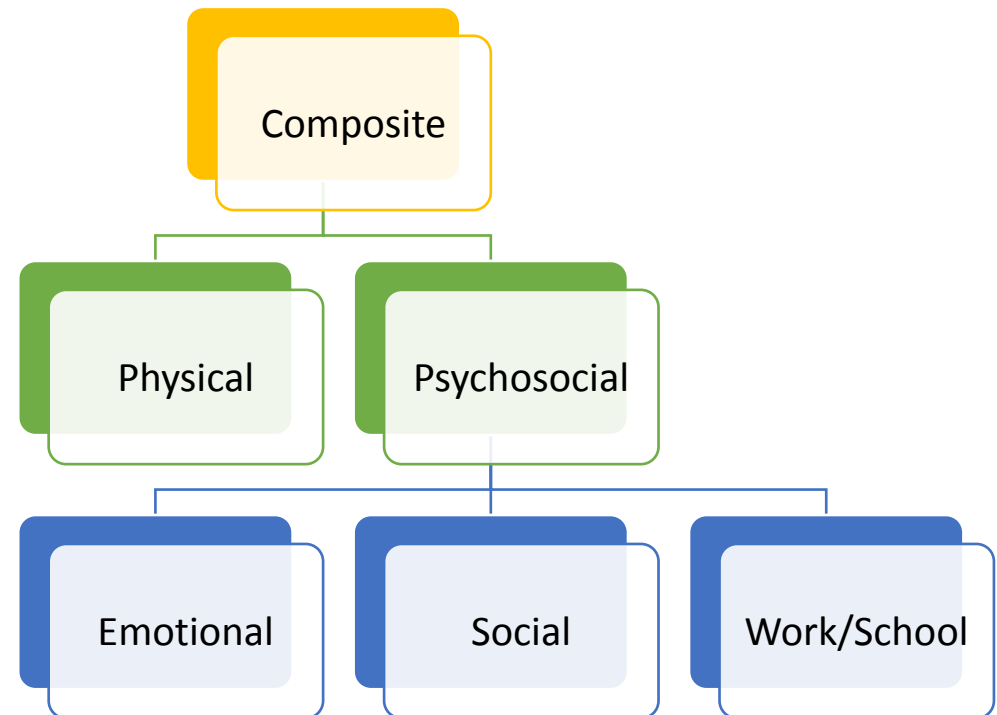 Composite
Physical
Psychosocial
Emotional
Social
Work/School